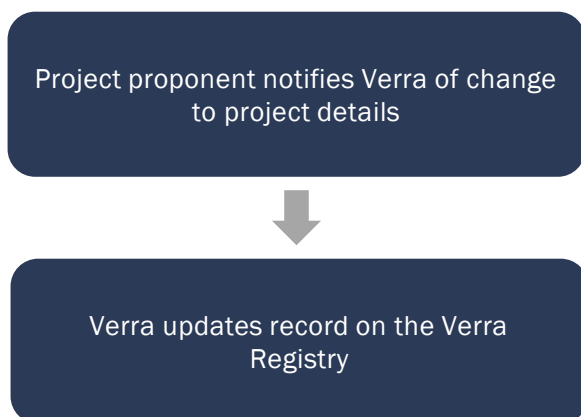 Project proponent notifies Verra of change
to project details
Verra updates record on the Verra
Registry